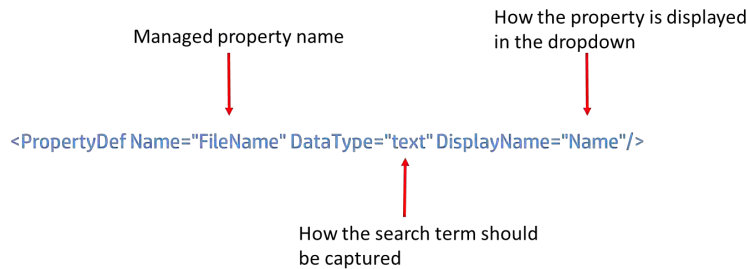 How the property is displayed
in the dropdown
Managed property name
<PropertyDef Name="FileName" DataType="text" DisplayName="Name"/>
How the search term should
be captured